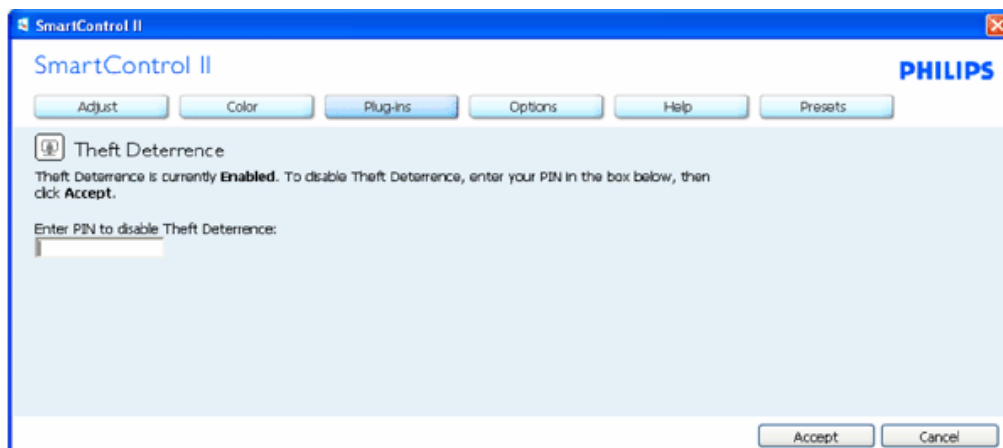 SmartControl II
SmartControl II
PHILIPS
Adjust
Color
Plug-ins
Options
Help
Presets
Theft Deterrence
Theft Deterrence is currently Enabled. To disable Theft Deterrence, enter your PIN in the box below, then
click Accept.
Enter PIN to disable Theft Deterrence:
Accept
Cancel